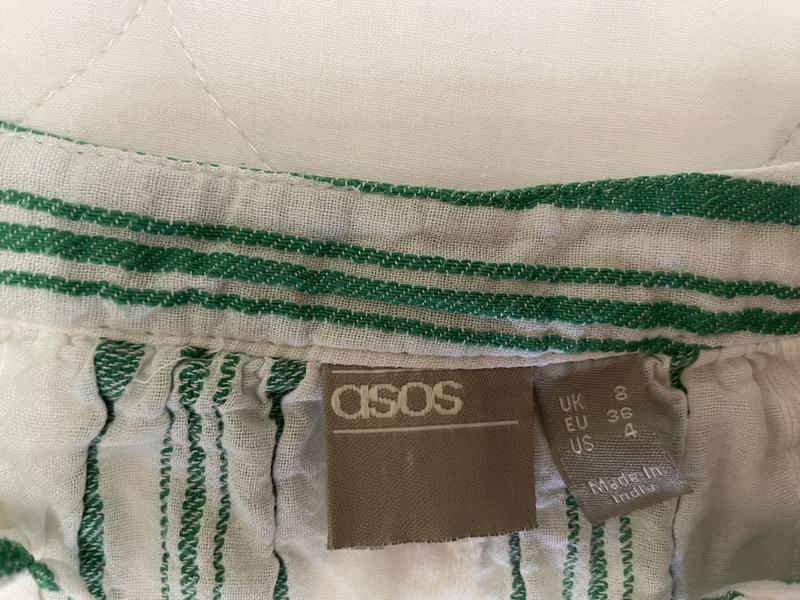 asos
UK 8
EU 36
US 4
Made In
India